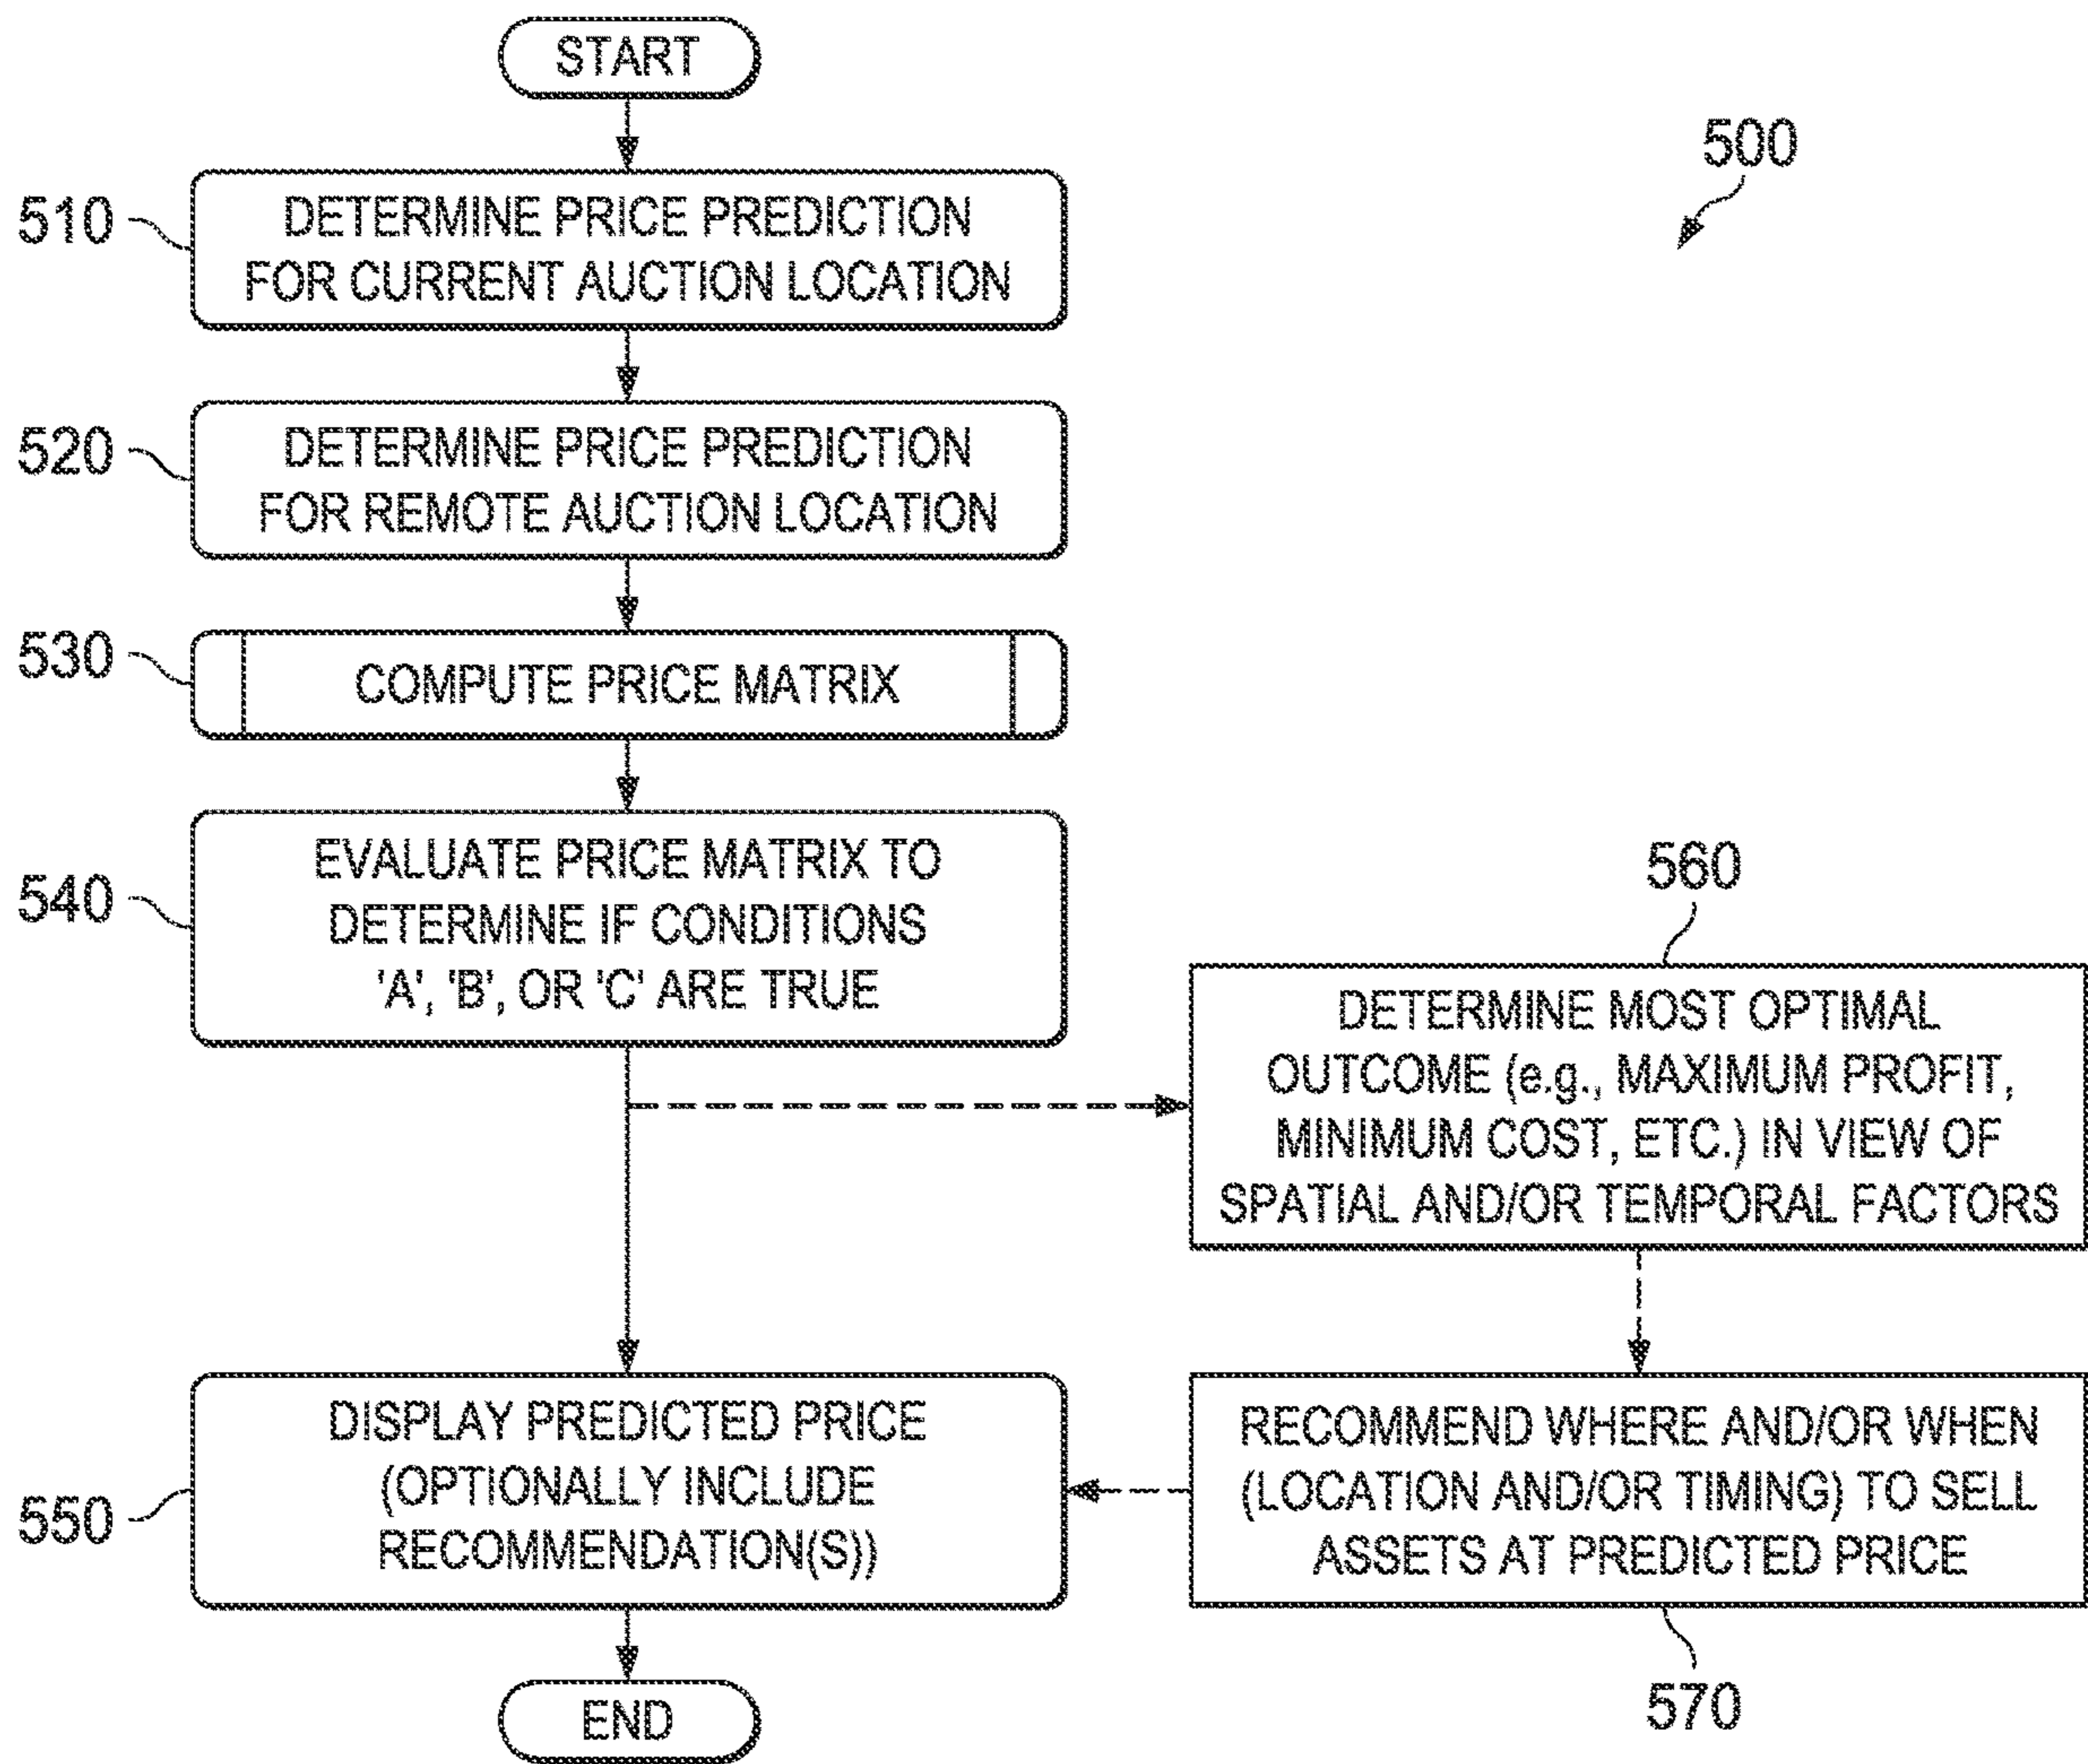 START
500
510
DETERMINE PRICE PREDICTION
FOR CURRENT AUCTION LOCATION
520
DETERMINE PRICE PREDICTION
FOR REMOTE AUCTION LOCATION
530
COMPUTE PRICE MATRIX
540
EVALUATE PRICE MATRIX TO
DETERMINE IF CONDITIONS
'A', 'B', OR 'C' ARE TRUE
560
DETERMINE MOST OPTIMAL
OUTCOME (e.g., MAXIMUM PROFIT,
MINIMUM COST, ETC.) IN VIEW OF
SPATIAL AND/OR TEMPORAL FACTORS
550
DISPLAY PREDICTED PRICE
(OPTIONALLY INCLUDE
RECOMMENDATION(S))
RECOMMEND WHERE AND/OR WHEN
(LOCATION AND/OR TIMING) TO SELL
ASSETS AT PREDICTED PRICE
570
END